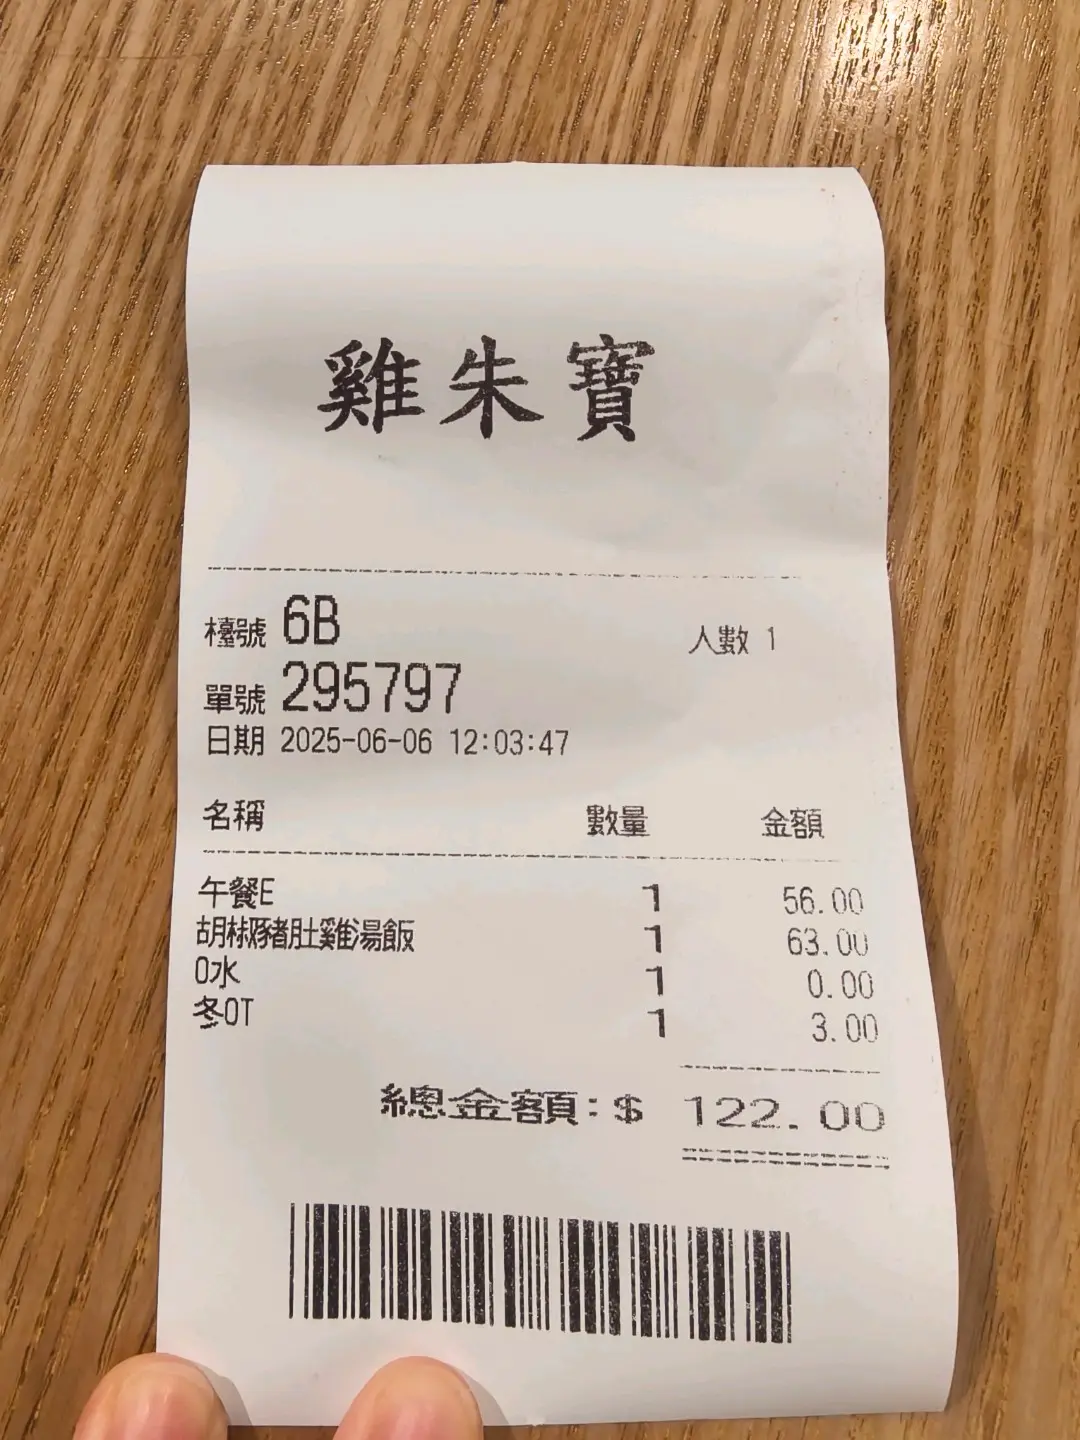 雞朱寶
檯號 6B 人數 1
單號 295797
日期 2025-06-06 12:03:47
名稱 數量 金額
午餐E 1 56.00
胡椒豬肚雞湯飯 1 63.00
0水 1 0.00
冬0T 1 3.00
總金額:$ 122.00